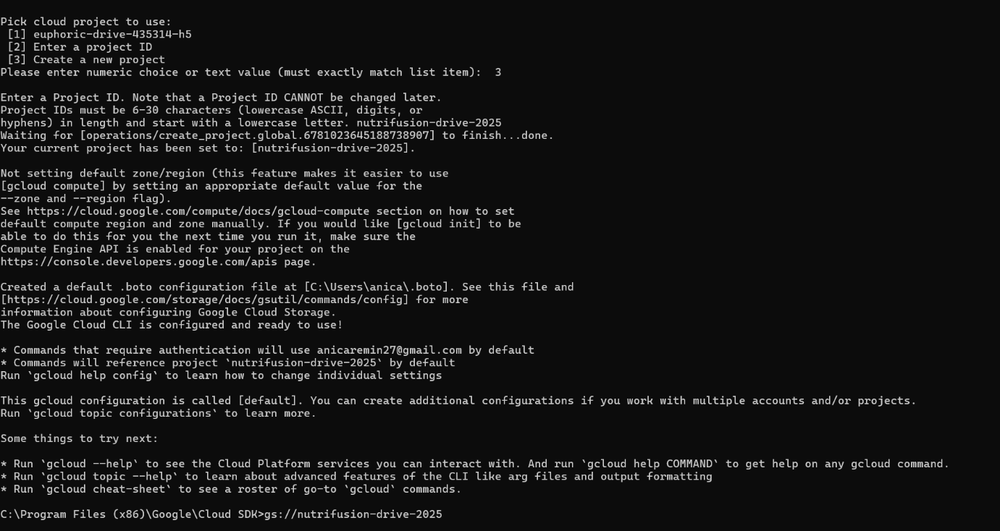 Pick cloud project to use:
 [1] euphoric-drive-435314-h5
 [2] Enter a project ID
 [3] Create a new project
Please enter numeric choice or text value (must exactly match list item):  3

Enter a Project ID. Note that a Project ID CANNOT be changed later.
Project IDs must be 6-30 characters (lowercase ASCII, digits, or
hyphens) in length and start with a lowercase letter. nutrifusion-drive-2025
Waiting for [operations/create_project.global.6781023645188738907] to finish...done.
Your current project has been set to: [nutrifusion-drive-2025].

Not setting default zone/region (this feature makes it easier to use
[gcloud compute] by setting an appropriate default value for the
--zone and --region flag).
See https://cloud.google.com/compute/docs/gcloud-compute section on how to set
default compute region and zone manually. If you would like [gcloud init] to be
able to do this for you the next time you run it, make sure the
Compute Engine API is enabled for your project on the
https://console.developers.google.com/apis page.

Created a default .boto configuration file at [C:\Users\anica\.boto]. See this file and
[https://cloud.google.com/storage/docs/gsutil/commands/config] for more
information about configuring Google Cloud Storage.
The Google Cloud CLI is configured and ready to use!

* Commands that require authentication will use anicaremin27@gmail.com by default
* Commands will reference project `nutrifusion-drive-2025` by default
Run `gcloud help config` to learn how to change individual settings

This gcloud configuration is called [default]. You can create additional configurations if you work with multiple accounts and/or projects.
Run `gcloud topic configurations` to learn more.

Some things to try next:

* Run `gcloud --help` to see the Cloud Platform services you can interact with. And run `gcloud help COMMAND` to get help on any gcloud command.
* Run `gcloud topic --help` to learn about advanced features of the CLI like arg files and output formatting
* Run `gcloud cheat-sheet` to see a roster of go-to `gcloud` commands.

C:\Program Files (x86)\Google\Cloud SDK>gs://nutrifusion-drive-2025